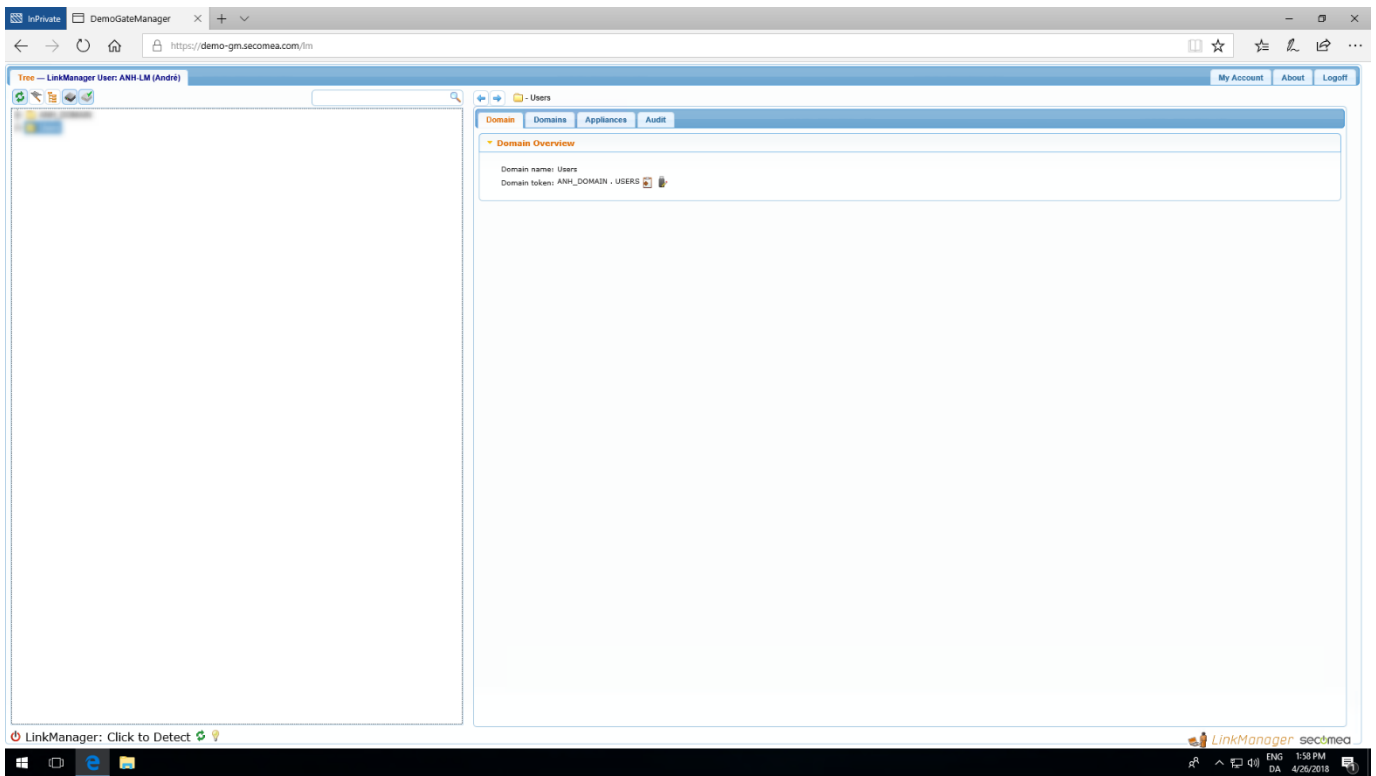 InPrivate DemoGateManager
https://demo-gm.secomea.com/lm
Tree — LinkManager User: ANH-LM (André) My Account About Logoff
- Users
Domain Domains Appliances Audit
Domain Overview
Domain name: Users
Domain token: ANH_DOMAIN . USERS
LinkManager: Click to Detect
LinkManager secomea
ENG 1:58 PM
DA 4/26/2018